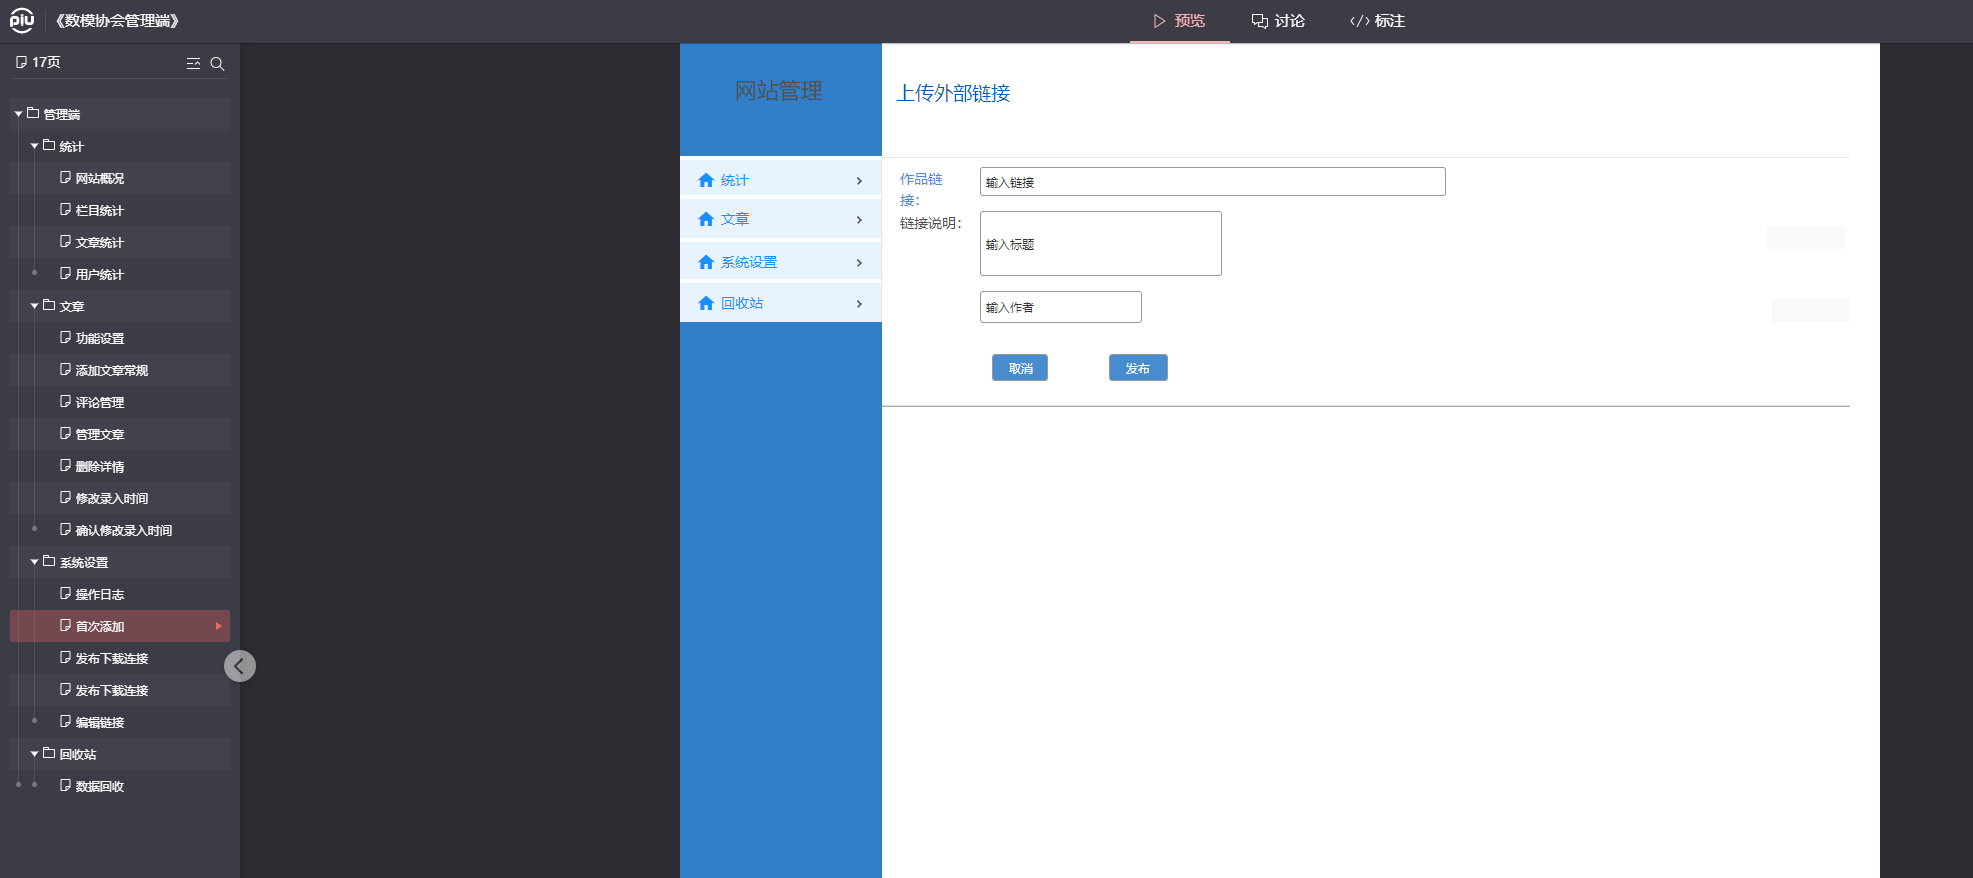 piu 《数模协会管理端》
预览 讨论 </> 标注
17页
管理端
统计
网站概况
栏目统计
文章统计
用户统计
文章
功能设置
添加文章常规
评论管理
管理文章
删除详情
修改录入时间
确认修改录入时间
系统设置
操作日志
首次添加
发布下载连接
发布下载连接
编辑链接
回收站
数据回收
网站管理
统计
文章
系统设置
回收站
上传外部链接
作品链
接：
输入链接
链接说明：
输入标题
输入作者
取消 发布